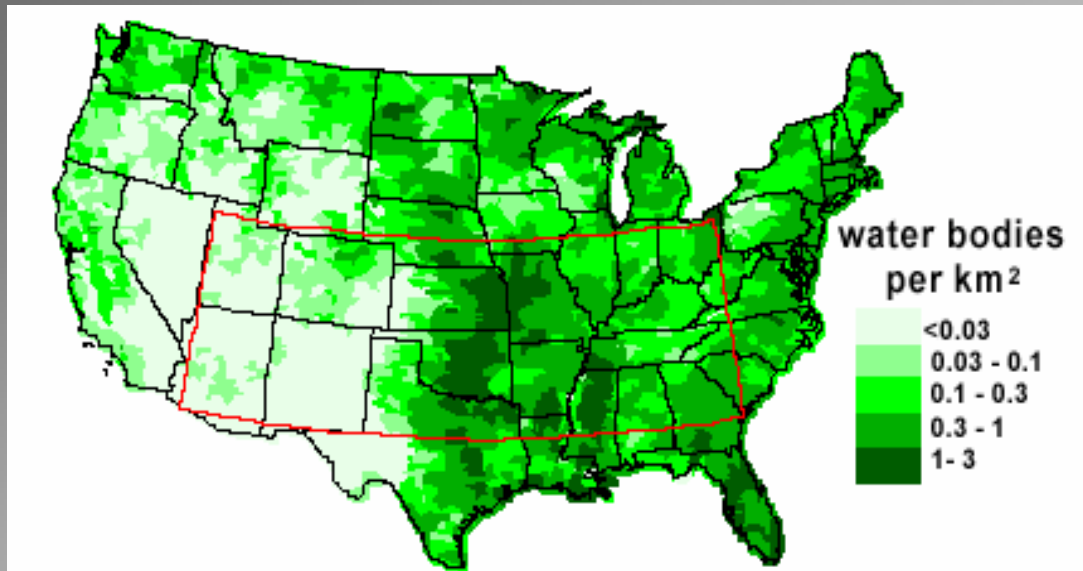 water bodies
per km²
<0.03
0.03 - 0.1
0.1 - 0.3
0.3 - 1
1- 3